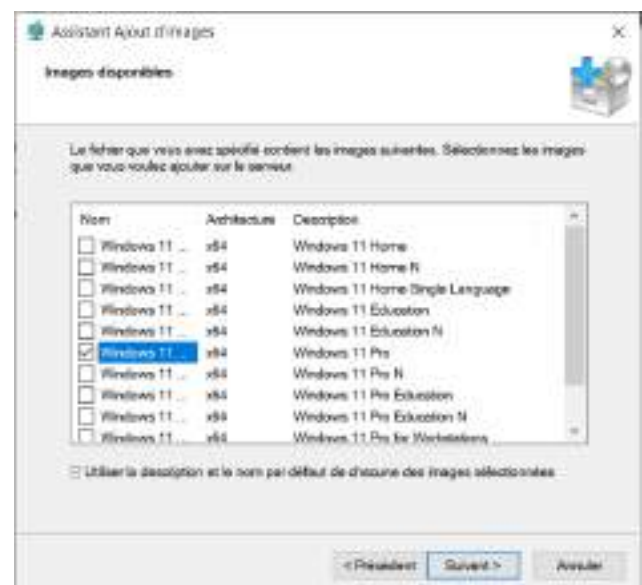 Assistant Ajout d'images
Images disponibles
Le fichier que vous avez spécifié contient les images suivantes. Sélectionnez les images
que vous voulez ajouter sur le serveur.
Nom Architecture Description
Windows 11 ... x64 Windows 11 Home
Windows 11 ... x64 Windows 11 Home N
Windows 11 ... x64 Windows 11 Home Single Language
Windows 11 ... x64 Windows 11 Education
Windows 11 ... x64 Windows 11 Education N
Windows 11 ... x64 Windows 11 Pro
Windows 11 ... x64 Windows 11 Pro N
Windows 11 ... x64 Windows 11 Pro Education
Windows 11 ... x64 Windows 11 Pro Education N
Windows 11 ... x64 Windows 11 Pro for Workstations
Utiliser la description et le nom par défaut de chacune des images sélectionnées
< Précédent Suivant > Annuler